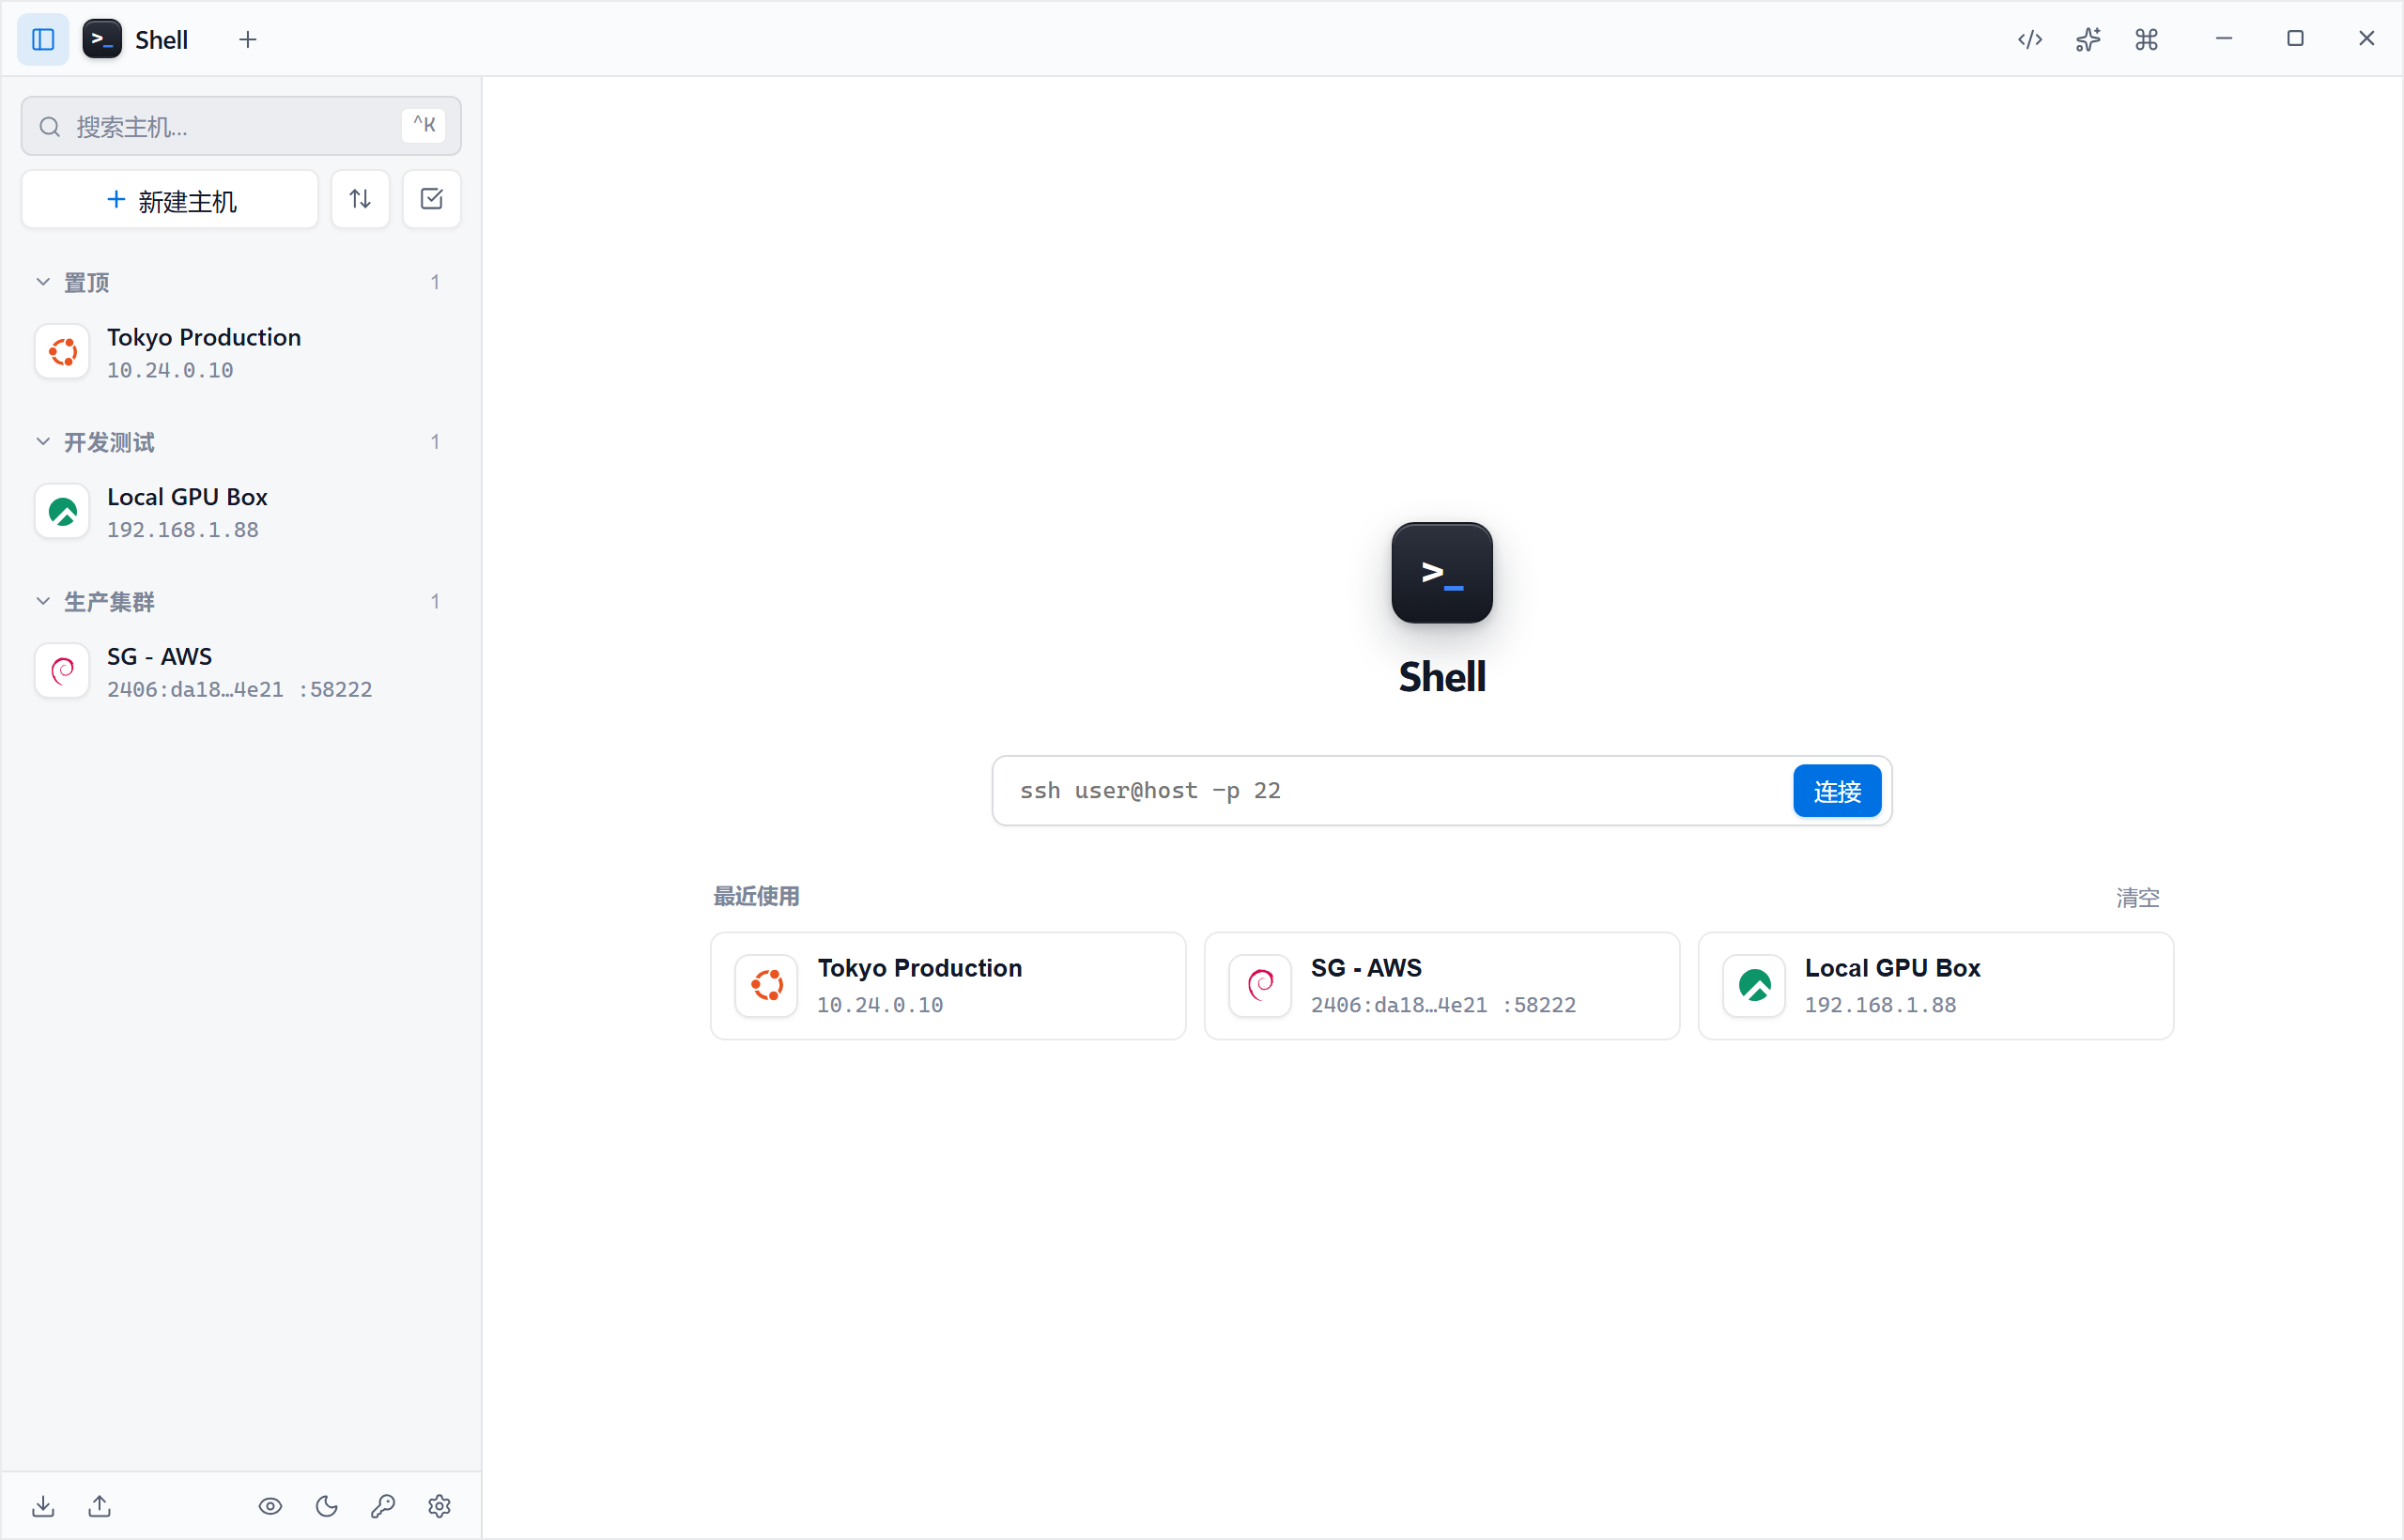 >_ Shell
搜索主机...
^K
新建主机
置顶 1
Tokyo Production
10.24.0.10
开发测试 1
Local GPU Box
192.168.1.88
生产集群 1
SG - AWS
2406:da18…4e21 :58222
>_
Shell
ssh user@host -p 22
连接
最近使用
清空
Tokyo Production
10.24.0.10
SG - AWS
2406:da18…4e21 :58222
Local GPU Box
192.168.1.88